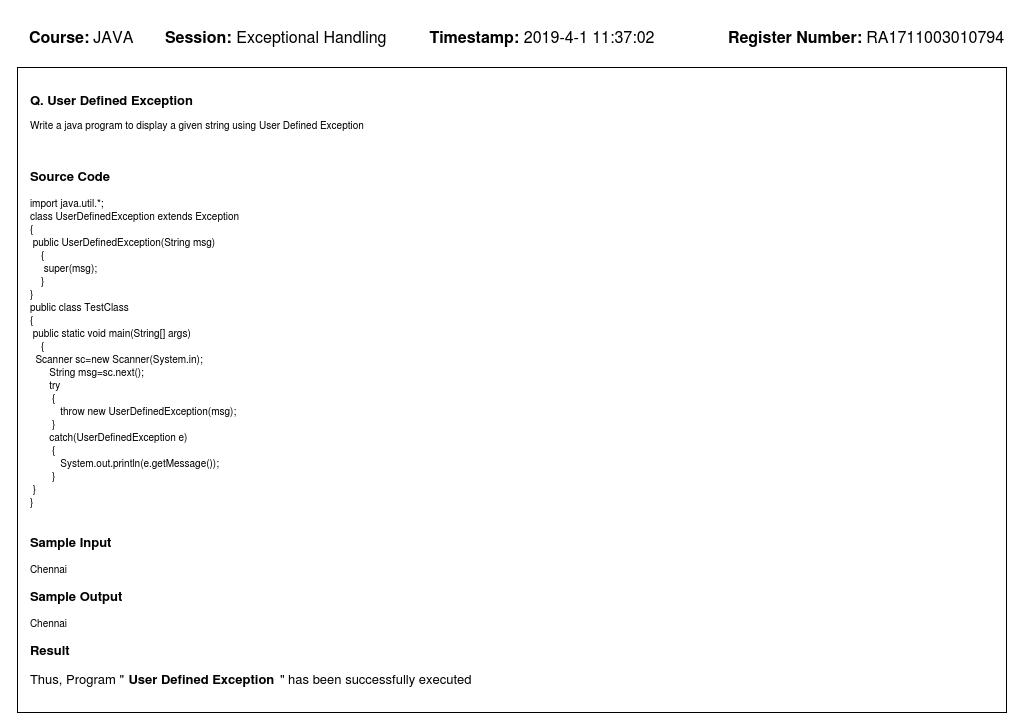 Course: JAVA Session: Exceptional Handling Timestamp: 2019-4-1 11:37:02 Register Number: RA1711003010794
Q. User Defined Exception
Write a java program to display a given string using User Defined Exception
Source Code
import java.util.*;
class UserDefinedException extends Exception
{
public UserDefinedException(String msg)
{
super(msg);
}
}
public class TestClass
{
public static void main(String[] args)
{
Scanner sc=new Scanner(System.in);
String msg=sc.next();
try
{
throw new UserDefinedException(msg);
}
catch(UserDefinedException e)
{
System.out.println(e.getMessage());
}
}
}
Sample Input
Chennai
Sample Output
Chennai
Result
Thus, Program " User Defined Exception " has been successfully executed